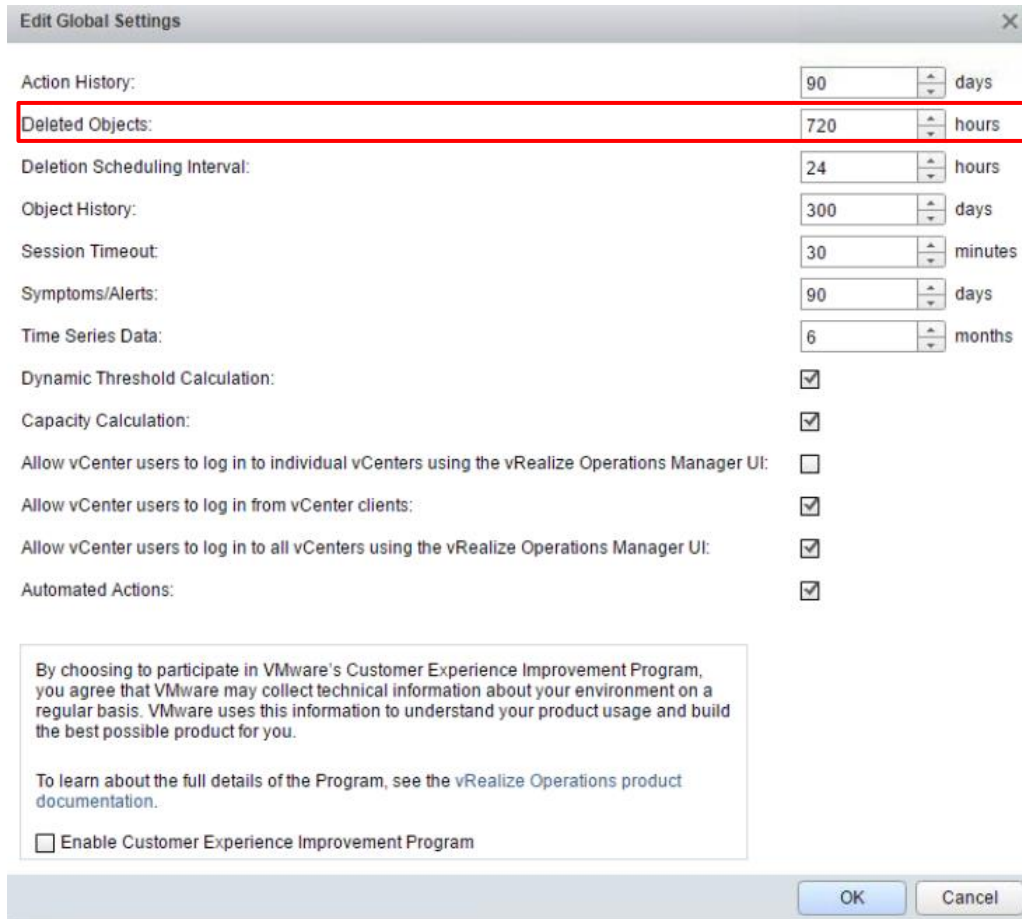 Edit Global Settings
Action History: 90 days
Deleted Objects: 720 hours
Deletion Scheduling Interval: 24 hours
Object History: 300 days
Session Timeout: 30 minutes
Symptoms/Alerts: 90 days
Time Series Data: 6 months
Dynamic Threshold Calculation:
Capacity Calculation:
Allow vCenter users to log in to individual vCenters using the vRealize Operations Manager UI:
Allow vCenter users to log in from vCenter clients:
Allow vCenter users to log in to all vCenters using the vRealize Operations Manager UI:
Automated Actions:
By choosing to participate in VMware's Customer Experience Improvement Program,
you agree that VMware may collect technical information about your environment on a
regular basis. VMware uses this information to understand your product usage and build
the best possible product for you.
To learn about the full details of the Program, see the vRealize Operations product
documentation.
Enable Customer Experience Improvement Program
OK Cancel